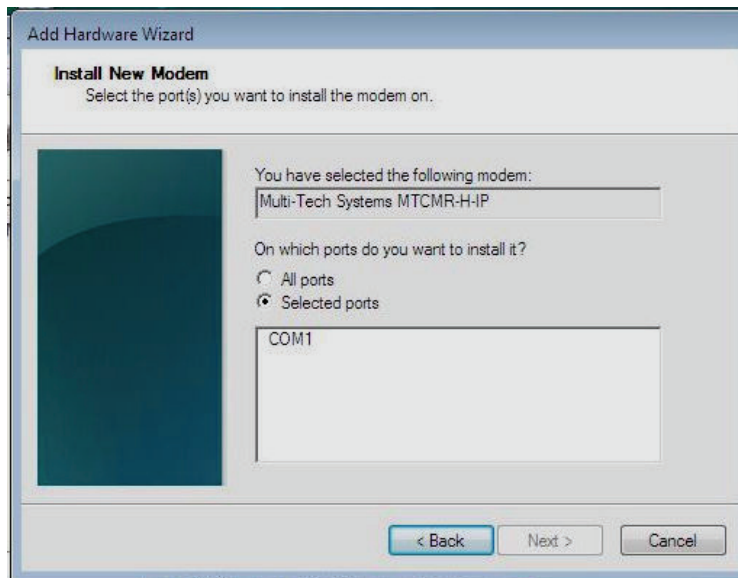 Add Hardware Wizard
Install New Modem
Select the port(s) you want to install the modem on.
You have selected the following modem:
Multi-Tech Systems MTCMR-H-IP
On which ports do you want to install it?
All ports
Selected ports
COM1
< Back Next > Cancel